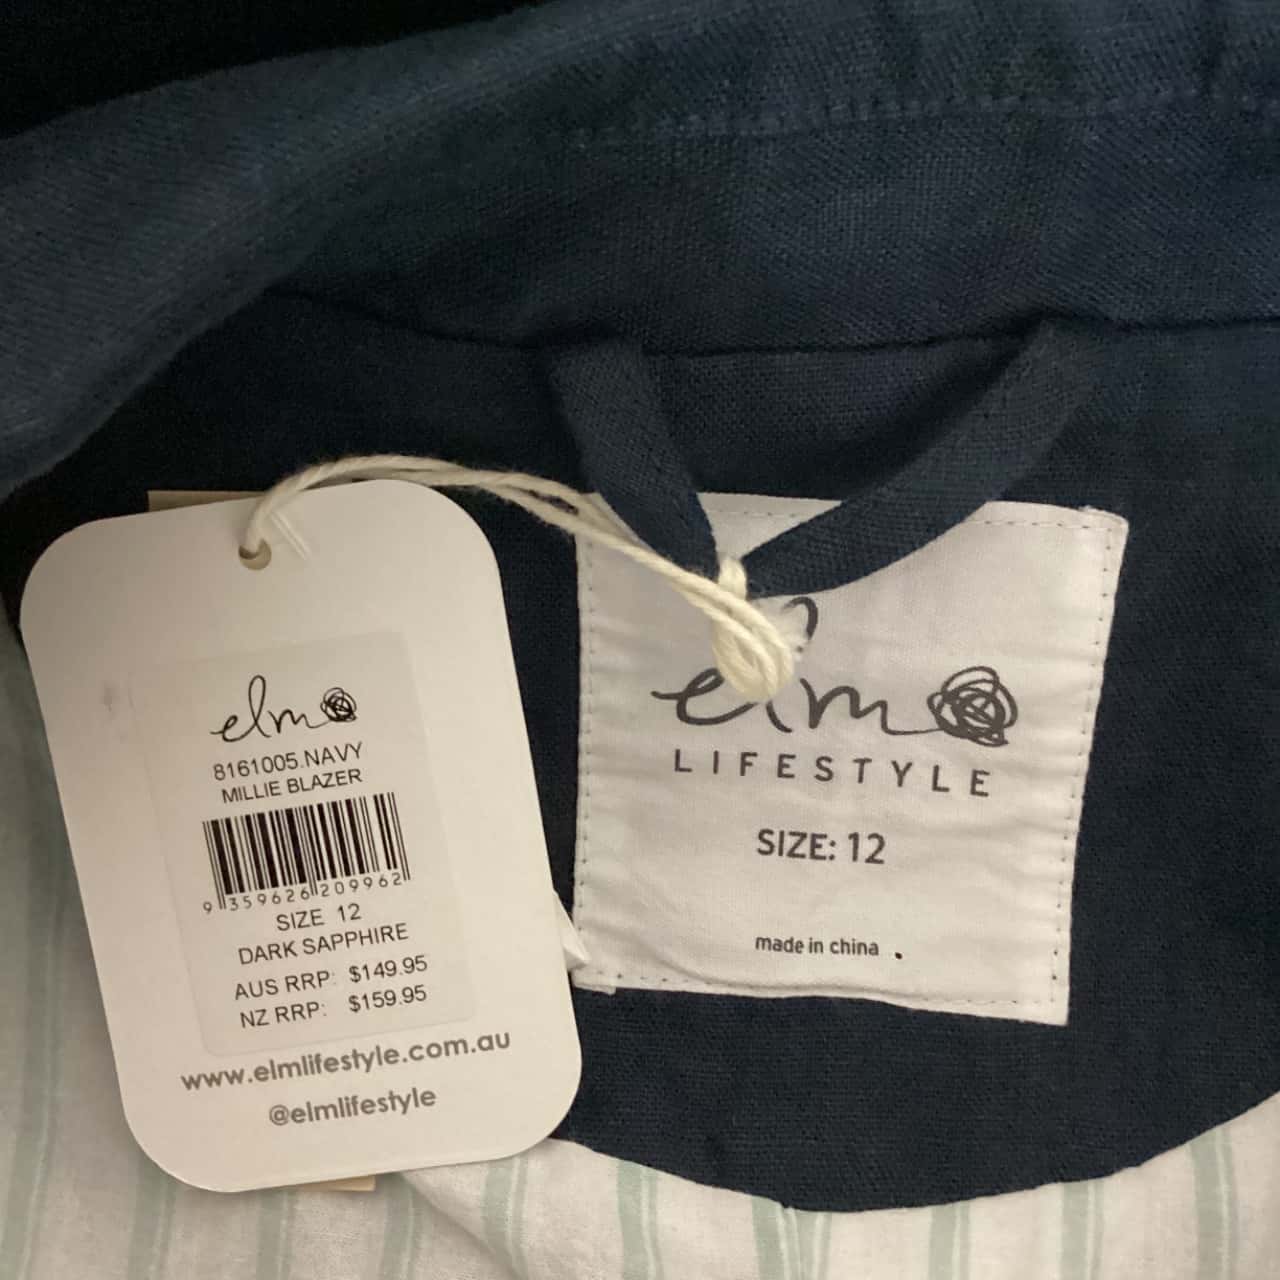 elm
8161005.NAVY
MILLIE BLAZER
9 359626 209962
SIZE 12
DARK SAPPHIRE
AUS RRP: $149.95
NZ RRP: $159.95
www.elmlifestyle.com.au
@elmlifestyle
elm
LIFESTYLE
SIZE: 12
made in china